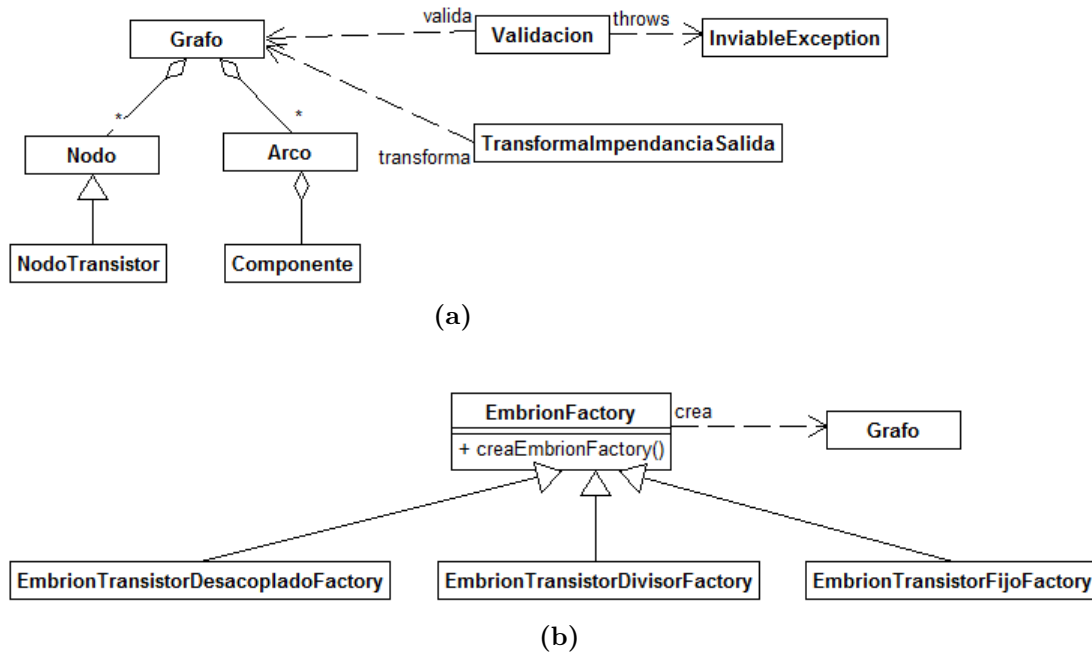 valida
throws
Grafo
Validacion
InviableException
*
*
Nodo
Arco
transforma
TransformaImpendanciaSalida
NodoTransistor
Componente
(a)
EmbrionFactory
crea
+ creaEmbrionFactory()
Grafo
EmbrionTransistorDesacopladoFactory
EmbrionTransistorDivisorFactory
EmbrionTransistorFijoFactory
(b)